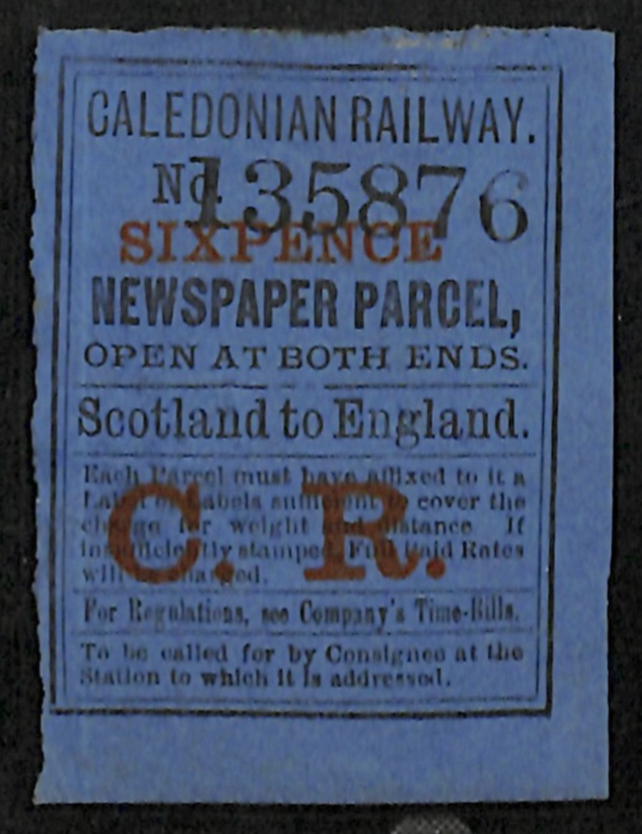 CALEDONIAN RAILWAY.
No. 135876
SIXPENCE
NEWSPAPER PARCEL,
OPEN AT BOTH ENDS.
Scotland to England.
Each Parcel must have affixed to it a
Label or Labels sufficient to cover the
charge for weight and distance. If
insufficiently stamped, Full Paid Rates
will be charged.
C. R.
For Regulations, see Company's Time-Bills.
To be called for by Consignee at the
Station to which it is addressed.